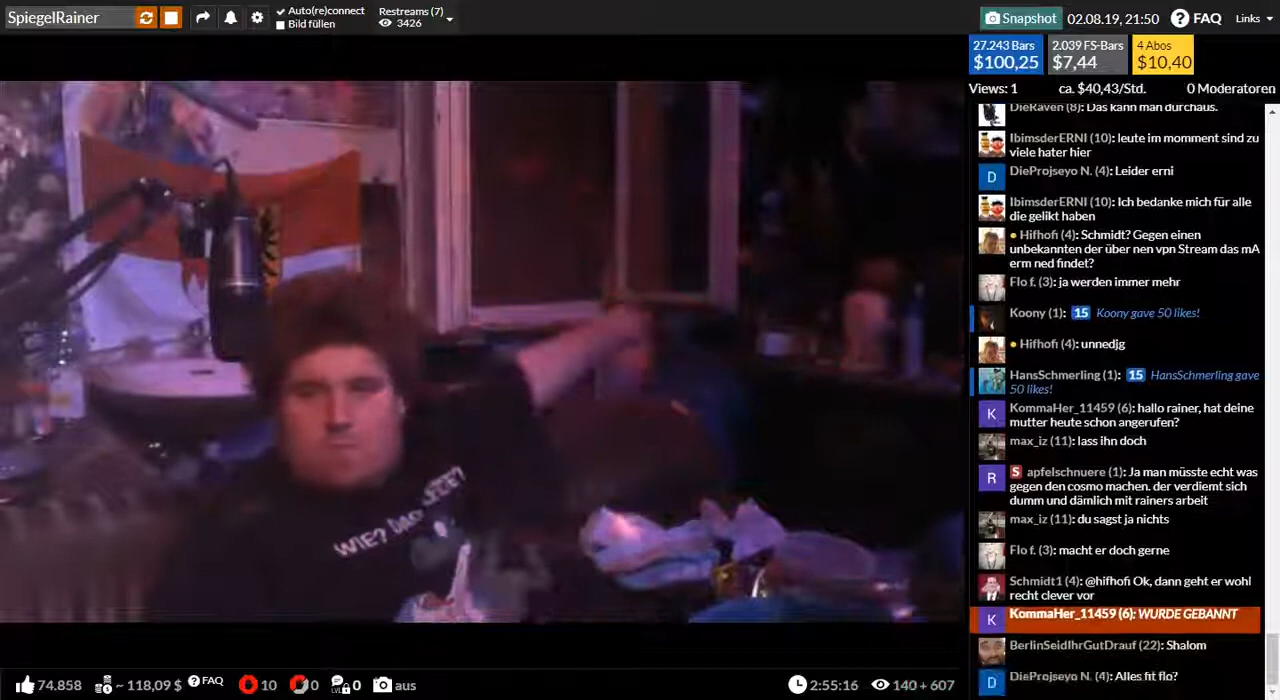 SpiegelRainer
Auto(re)connect
Bild füllen
Restreams (7)
3426
Snapshot
02.08.19, 21:50
FAQ
Links
27.243 Bars
$100,25
2.039 FS-Bars
$7,44
4 Abos
$10,40
Views: 1
ca. $40,43/Std.
0 Moderatoren
DieRaven (8): Das kann man durchaus.
IbimsderERNI (10): leute im momment sind zu
viele hater hier
D
DieProjseyo N. (4): Leider erni
IbimsderERNI (10): Ich bedanke mich für alle
die gelikt haben
Hifhofi (4): Schmidt? Gegen einen
unbekannten der über nen vpn Stream das mA
erm ned findet?
Flo f. (3): ja werden immer mehr
Koony (1): 15 Koony gave 50 likes!
Hifhofi (4): unnedjg
HansSchmerling (1): 15 HansSchmerling gave
50 likes!
K
KommaHer_11459 (6): hallo rainer, hat deine
mutter heute schon angerufen?
max_iz (11): lass ihn doch
R
S apfelschnuere (1): Ja man müsste echt was
gegen den cosmo machen. der verdiemt sich
dumm und dämlich mit rainers arbeit
max_iz (11): du sagst ja nichts
Flo f. (3): macht er doch gerne
Schmidt1 (4): @hifhofi Ok, dann geht er wohl
recht clever vor
K
KommaHer_11459 (6): WURDE GEBANNT
BerlinSeidIhrGutDrauf (22): Shalom
D
DieProjseyo N. (4): Alles fit flo?
WIE? DAS
74.858
~ 118,09 $
FAQ
10
0
LVL
0
aus
2:55:16
140 + 607